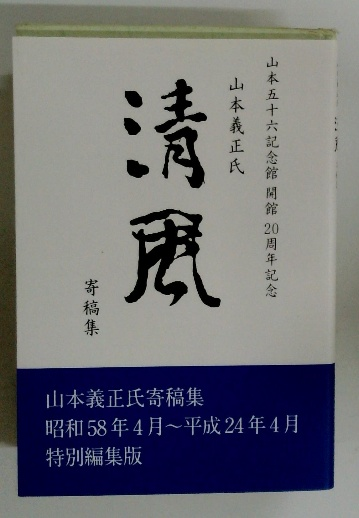 山本五十六記念館 開館20周年記念
山本義正氏
清風
寄稿集
山本義正氏寄稿集
昭和58年4月～平成24年4月
特別編集版